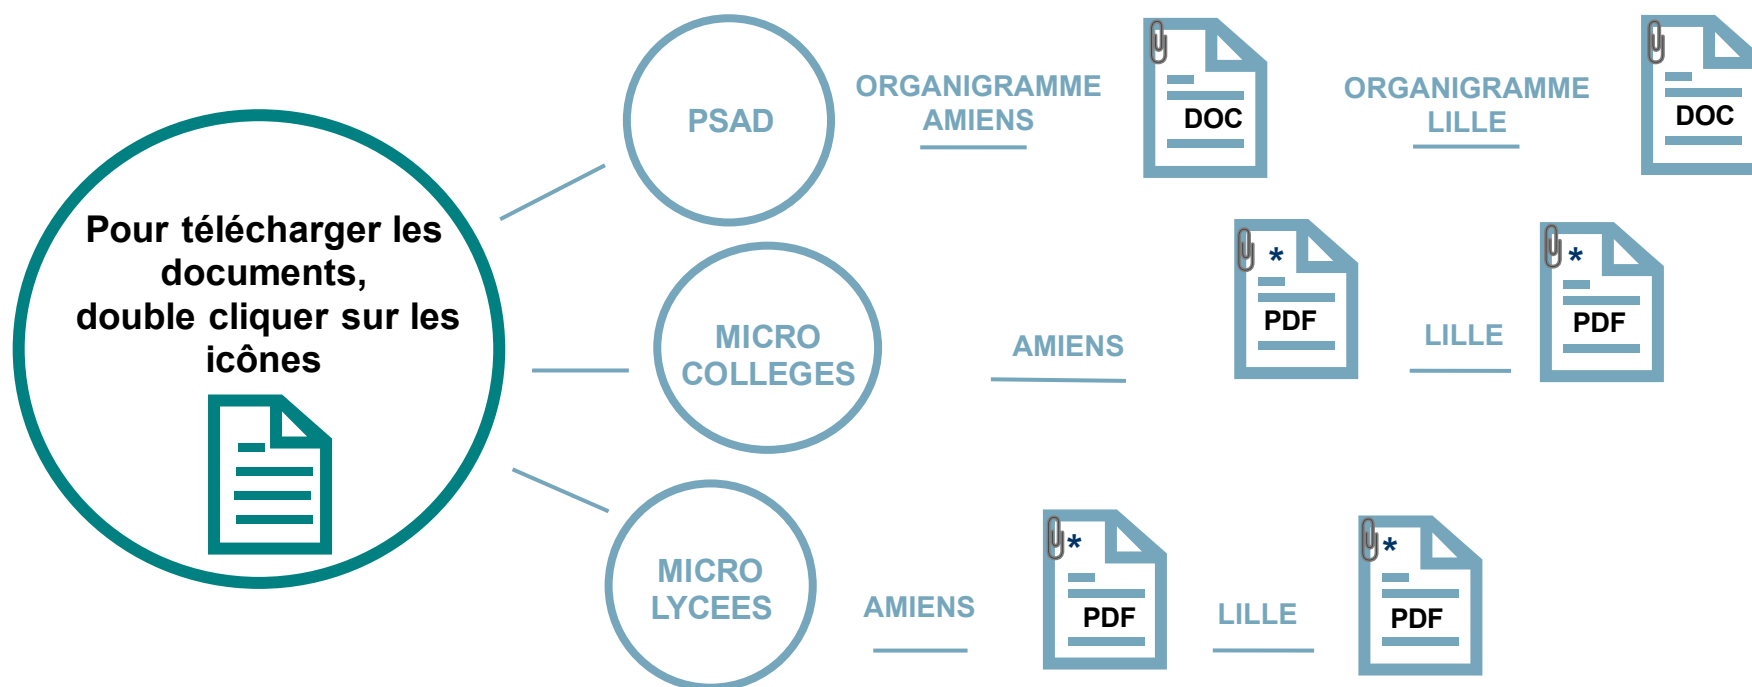 Pour télécharger les
documents,
double cliquer sur les
icônes
PSAD
ORGANIGRAMME
AMIENS
DOC
ORGANIGRAMME
LILLE
DOC
MICRO
COLLEGES
AMIENS
*
PDF
LILLE
*
PDF
MICRO
LYCEES
AMIENS
*
PDF
LILLE
*
PDF